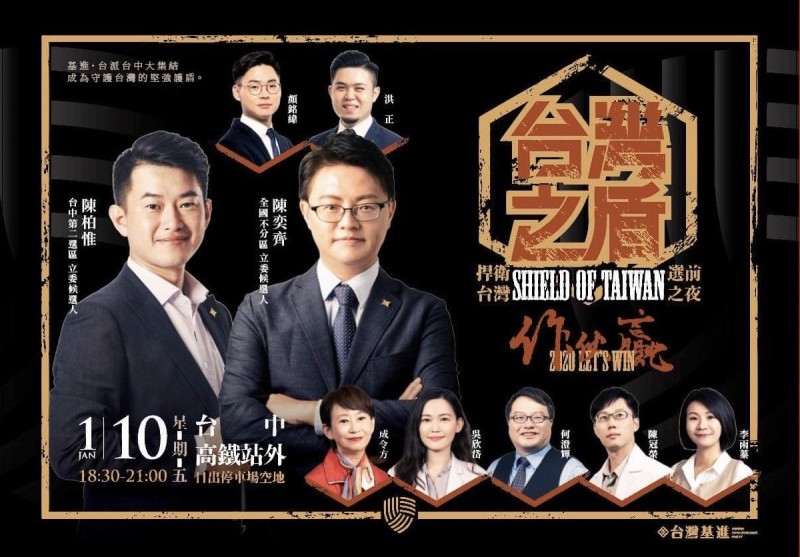 基進・台派台中大集結
成為守護台灣的堅強護盾。
顏銘緯
洪正
台灣
之盾
捍衛
台灣
SHIELD OF TAIWAN
選前
之夜
作伙贏
2020 LET'S WIN
陳柏惟
台中第二選區 立委候選人
陳奕齊
全國不分區 立委候選人
1
JAN
10
星期五
18:30-21:00
台中
高鐵站外
日出停車場空地
成令方
吳欣岱
何澄輝
陳冠榮
李雨蓁
台灣基進